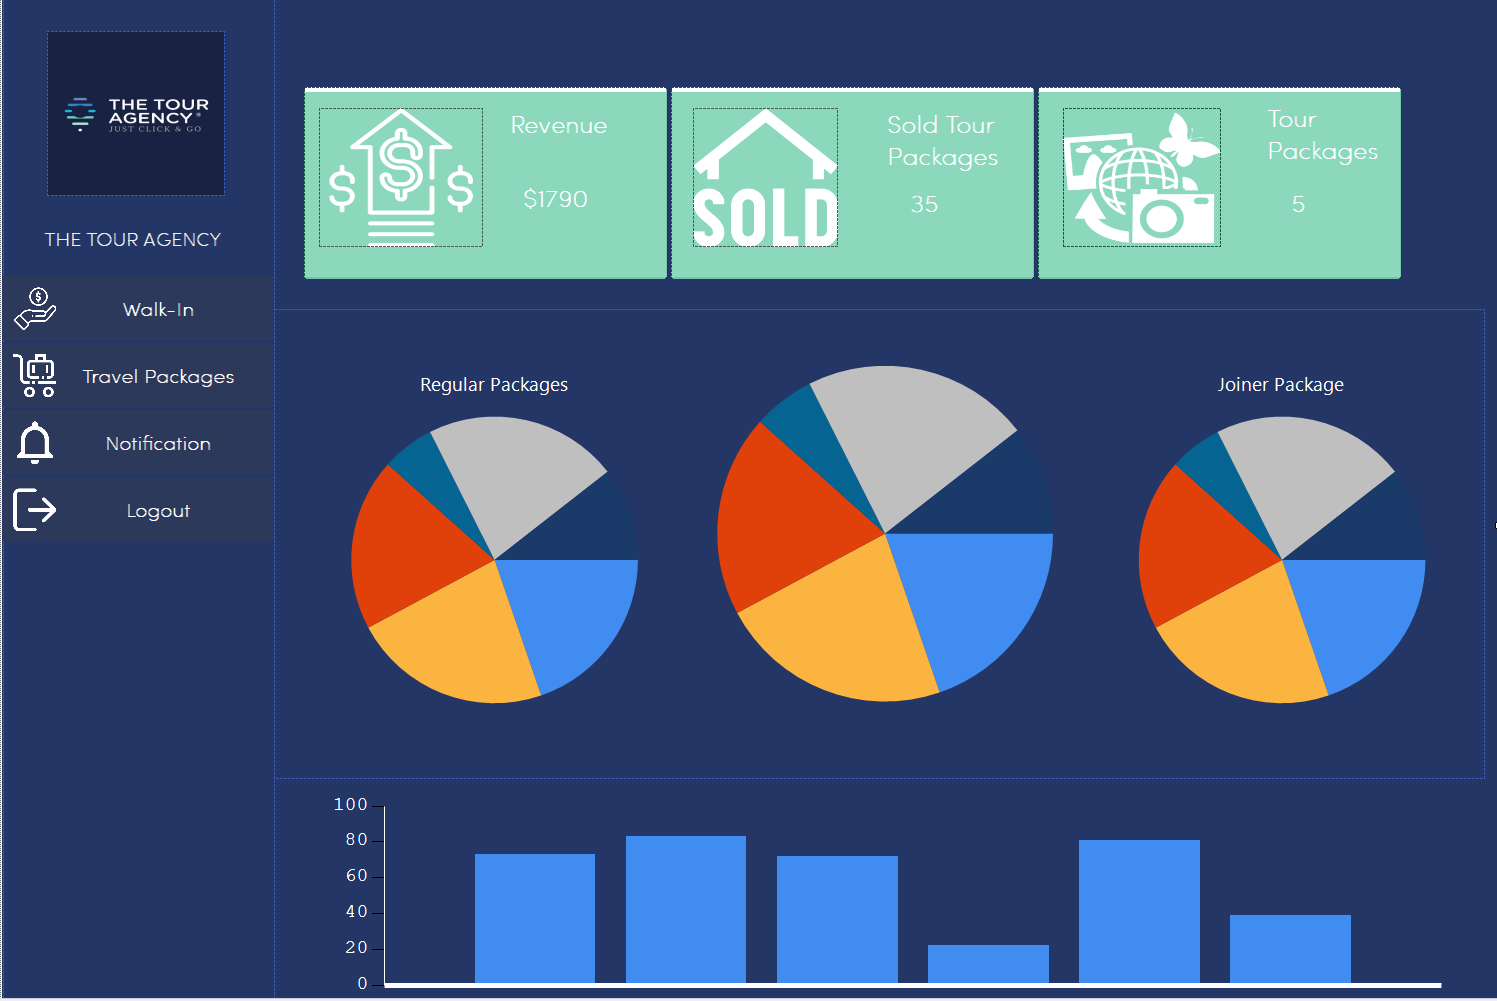 THE TOUR
AGENCY®
JUST CLICK & GO
THE TOUR AGENCY
Walk-In
Travel Packages
Notification
Logout
Revenue
$1790
SOLD
Sold Tour
Packages
35
Tour
Packages
5
Regular Packages
Joiner Package
100
80
60
40
20
0